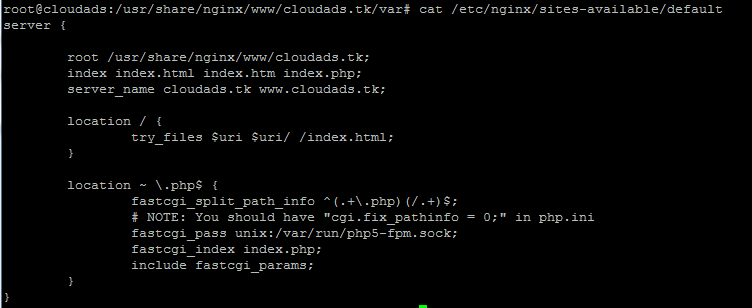 root@cloudads:/usr/share/nginx/www/cloudads.tk/var# cat /etc/nginx/sites-available/default
server {
root /usr/share/nginx/www/cloudads.tk;
index index.html index.htm index.php;
server_name cloudads.tk www.cloudads.tk;
location / {
try_files $uri $uri/ /index.html;
}
location ~ \.php$ {
fastcgi_split_path_info ^(.+\.php)(/.+)$;
# NOTE: You should have "cgi.fix_pathinfo = 0;" in php.ini
fastcgi_pass unix:/var/run/php5-fpm.sock;
fastcgi_index index.php;
include fastcgi_params;
}
}